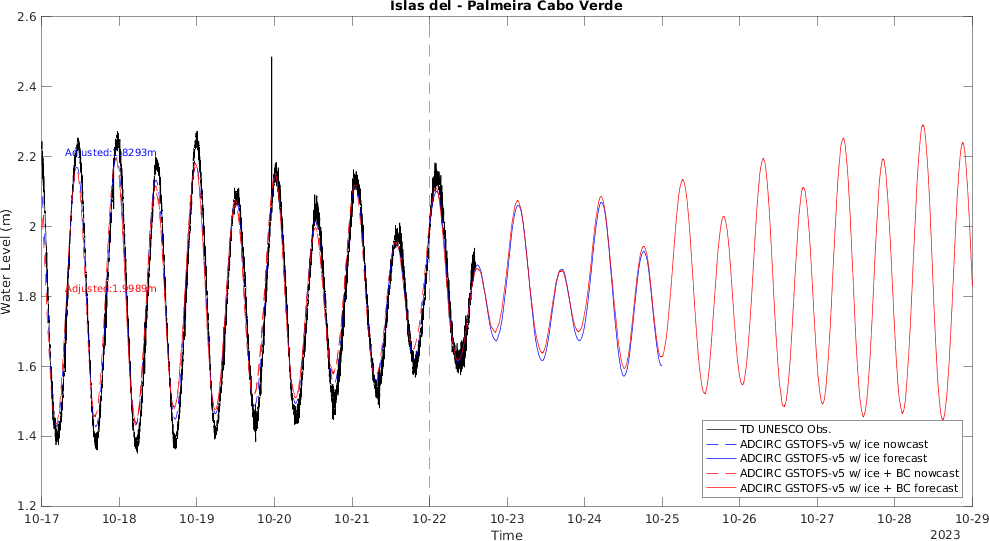 Islas del - Palmeira Cabo Verde
2.6
2.4
2.2
2
1.8
1.6
1.4
1.2
Water Level (m)
Adjusted:1.8293m
Adjusted:1.9989m
TD UNESCO Obs.
ADCIRC GSTOFS-v5 w/ ice nowcast
ADCIRC GSTOFS-v5 w/ ice forecast
ADCIRC GSTOFS-v5 w/ ice + BC nowcast
ADCIRC GSTOFS-v5 w/ ice + BC forecast
10-17 10-18 10-19 10-20 10-21 10-22 10-23 10-24 10-25 10-26 10-27 10-28 10-29
Time
2023